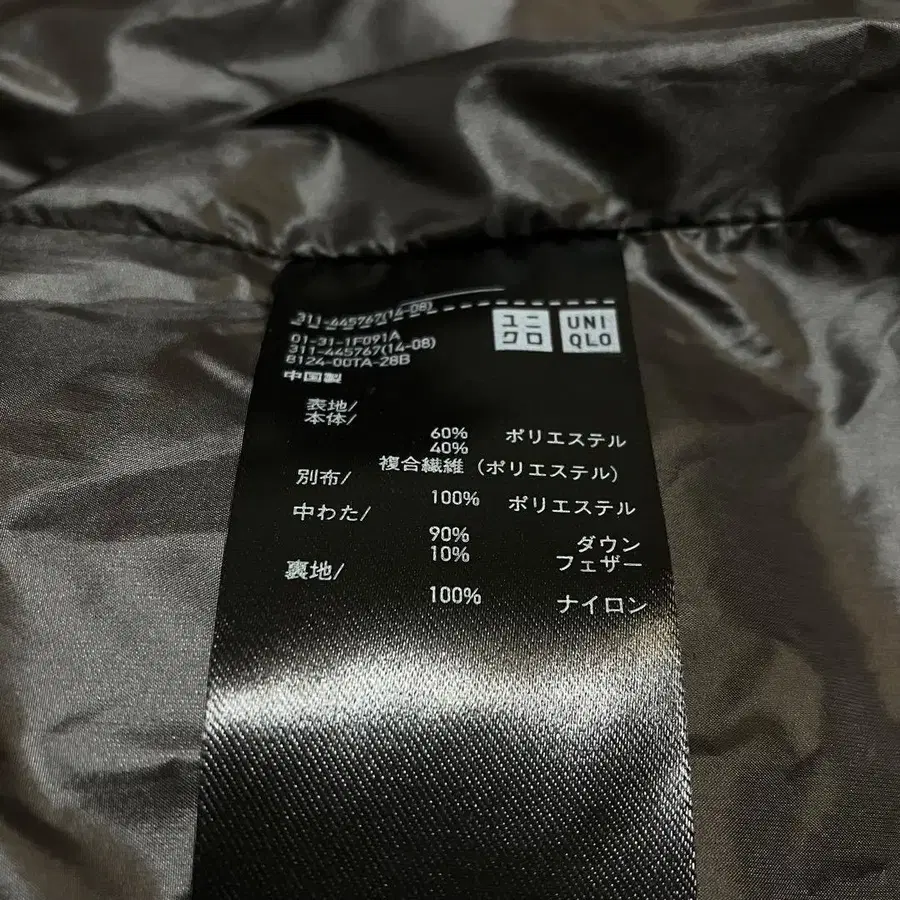 311-445767(14-08)
ユニクロ
UNIQLO
01-31-1F091A
311-445767(14-08)
8124-00TA-28B
中国製
表地/
本体/
60% ポリエステル
40%
複合繊維(ポリエステル)
別布/
100% ポリエステル
中わた/
90% ダウン
10% フェザー
裏地/
100% ナイロン